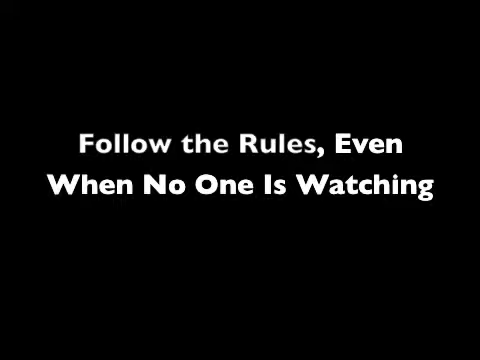 Follow the Rules, Even
When No One Is Watching